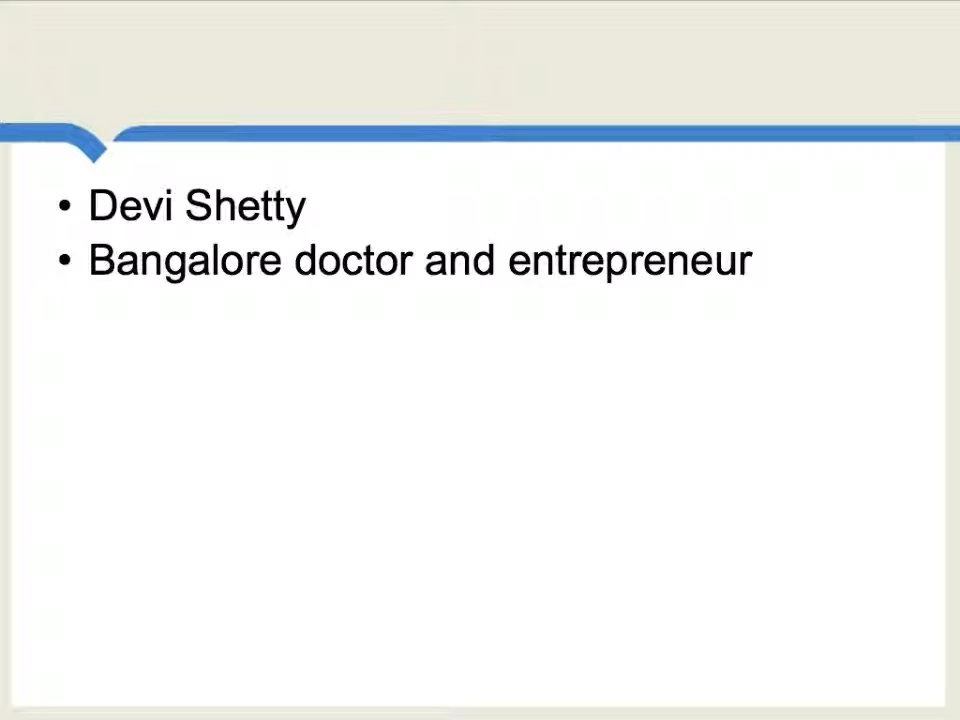 • Devi Shetty
• Bangalore doctor and entrepreneur